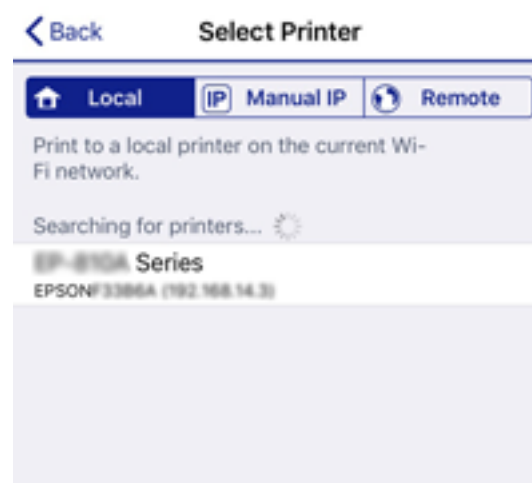 Back
Select Printer
Local
IP Manual IP
Remote
Print to a local printer on the current Wi-
Fi network.
Searching for printers...
Series
EPSON